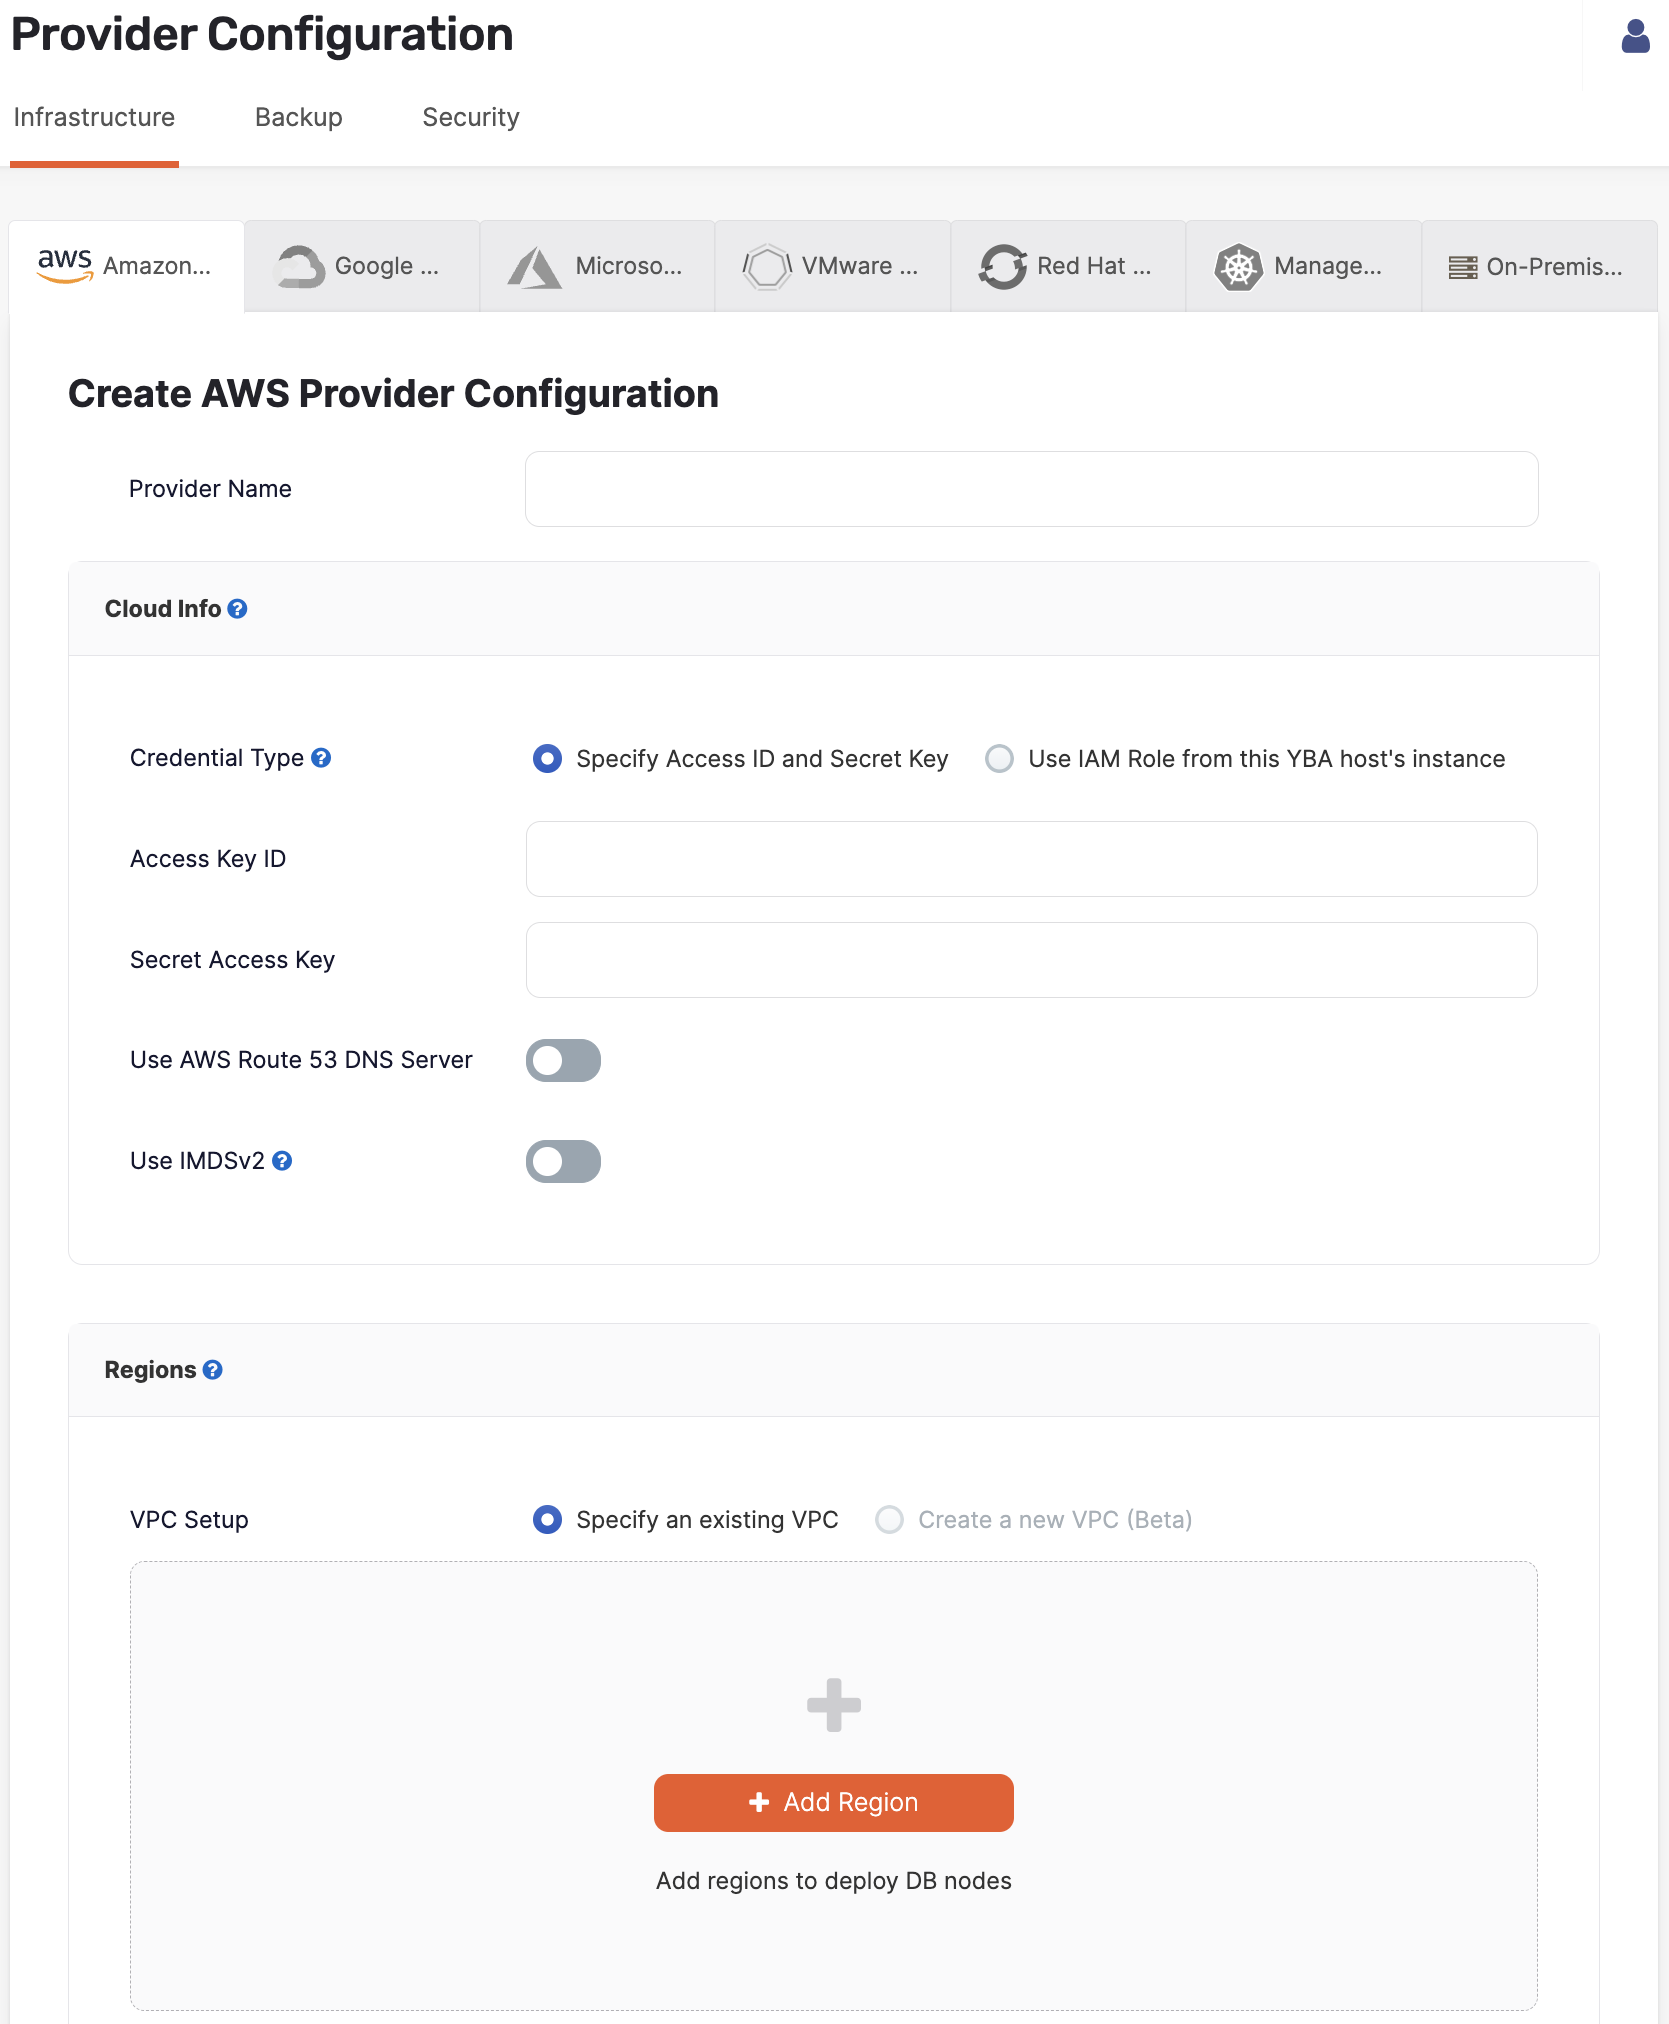 Provider Configuration
Infrastructure Backup Security
aws Amazon... Google ... Microso... VMware ... Red Hat ... Manage... On-Premis...
Create AWS Provider Configuration
Provider Name
Cloud Info ?
Credential Type ? Specify Access ID and Secret Key Use IAM Role from this YBA host's instance
Access Key ID
Secret Access Key
Use AWS Route 53 DNS Server
Use IMDSv2 ?
Regions ?
VPC Setup Specify an existing VPC Create a new VPC (Beta)
Add Region
Add regions to deploy DB nodes